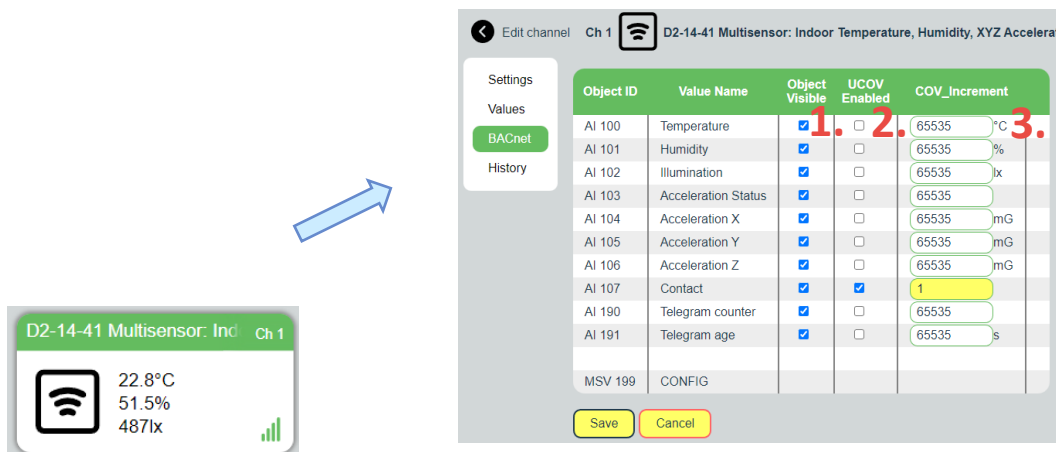 Edit channel Ch 1 D2-14-41 Multisensor: Indoor Temperature, Humidity, XYZ Accelera
Settings
Values
BACnet
History
Object ID Value Name Object Visible UCOV Enabled COV_Increment
AI 100 Temperature 1. 2. 65535 °C 3.
AI 101 Humidity 65535 %
AI 102 Illumination 65535 lx
AI 103 Acceleration Status 65535
AI 104 Acceleration X 65535 mG
AI 105 Acceleration Y 65535 mG
AI 106 Acceleration Z 65535 mG
AI 107 Contact 1
AI 190 Telegram counter 65535
AI 191 Telegram age 65535 s
MSV 199 CONFIG
Save Cancel
D2-14-41 Multisensor: Ind Ch 1
22.8°C
51.5%
487lx